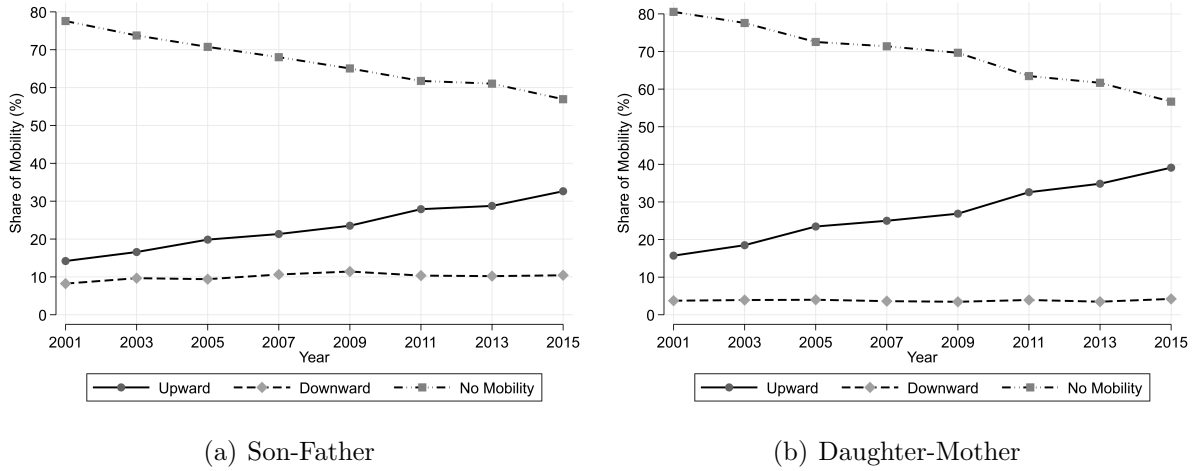 80
70
60
50
40
30
20
10
0
Share of Mobility (%)
2001 2003 2005 2007 2009 2011 2013 2015
Year
Upward Downward No Mobility
(a) Son-Father
80
70
60
50
40
30
20
10
0
Share of Mobility (%)
2001 2003 2005 2007 2009 2011 2013 2015
Year
Upward Downward No Mobility
(b) Daughter-Mother